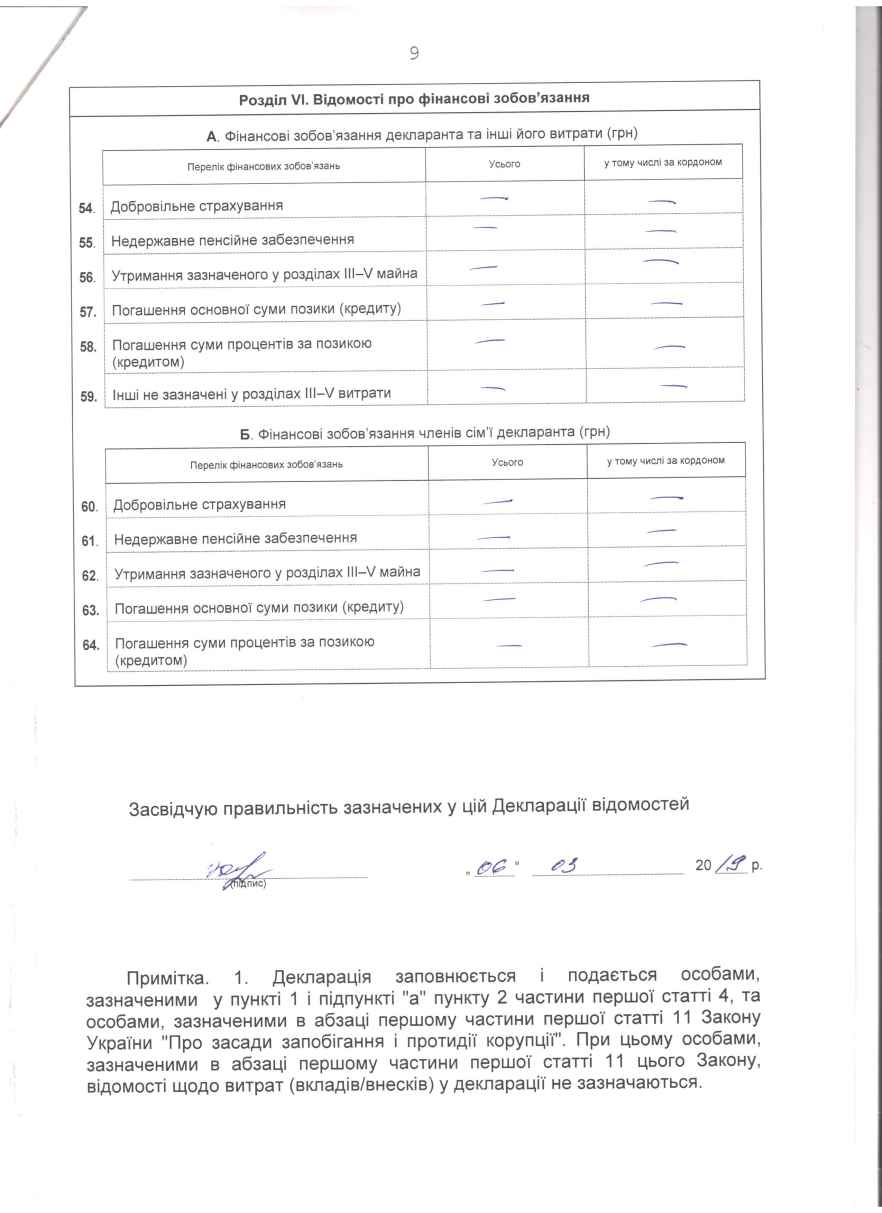 9
Розділ VI. Відомості про фінансові зобов'язання
А. Фінансові зобов'язання декларанта та інші його витрати (грн)
Перелік фінансових зобов'язань Усього у тому числі за кордоном
54. Добровільне страхування — —
55. Недержавне пенсійне забезпечення — —
56. Утримання зазначеного у розділах III–V майна — —
57. Погашення основної суми позики (кредиту) — —
58. Погашення суми процентів за позикою — —
(кредитом)
59. Інші не зазначені у розділах III–V витрати — —
Б. Фінансові зобов'язання членів сім'ї декларанта (грн)
Перелік фінансових зобов'язань Усього у тому числі за кордоном
60. Добровільне страхування — —
61. Недержавне пенсійне забезпечення — —
62. Утримання зазначеного у розділах III–V майна — —
63. Погашення основної суми позики (кредиту) — —
64. Погашення суми процентів за позикою — —
(кредитом)
Засвідчую правильність зазначених у цій Декларації відомостей
„ 06 " 03 20 19 р.
(підпис)
Примітка. 1. Декларація заповнюється і подається особами,
зазначеними у пункті 1 і підпункті "а" пункту 2 частини першої статті 4, та
особами, зазначеними в абзаці першому частини першої статті 11 Закону
України "Про засади запобігання і протидії корупції". При цьому особами,
зазначеними в абзаці першому частини першої статті 11 цього Закону,
відомості щодо витрат (вкладів/внесків) у декларації не зазначаються.